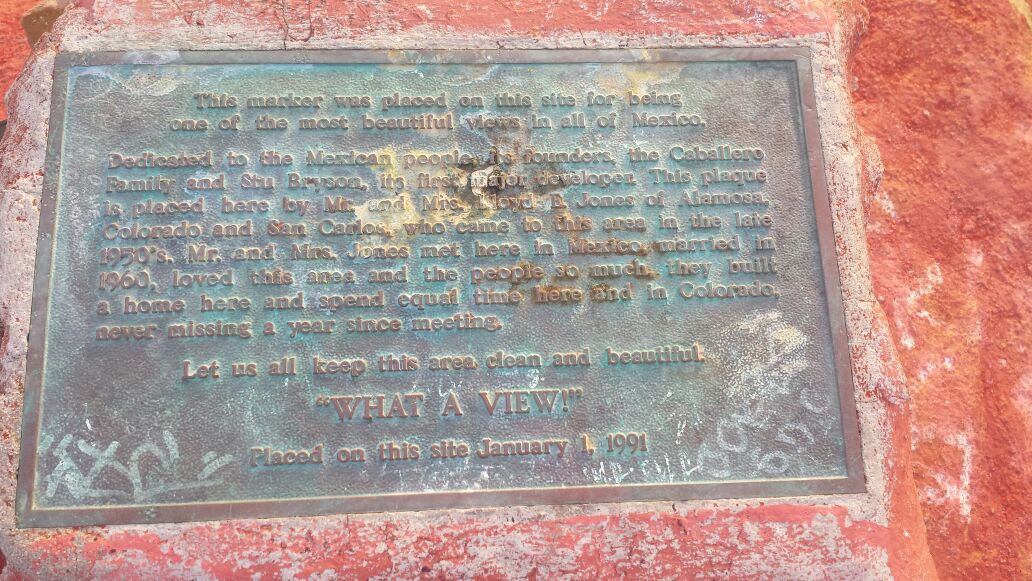 This marker was placed on this site for being
one of the most beautiful views in all of Mexico.
Dedicated to the Mexican people, its founders, the Caballero
Family and Stu Bryson, its first major developer. This plaque
is placed here by Mr. and Mrs. Lloyd E. Jones of Alamosa,
Colorado and San Carlos, who came to this area in the late
1950's. Mr. and Mrs. Jones met here in Mexico, married in
1960, loved this area and the people so much, they built
a home here and spend equal time here and in Colorado,
never missing a year since meeting.
Let us all keep this area clean and beautiful.
"WHAT A VIEW!"
Placed on this site January 1, 1991